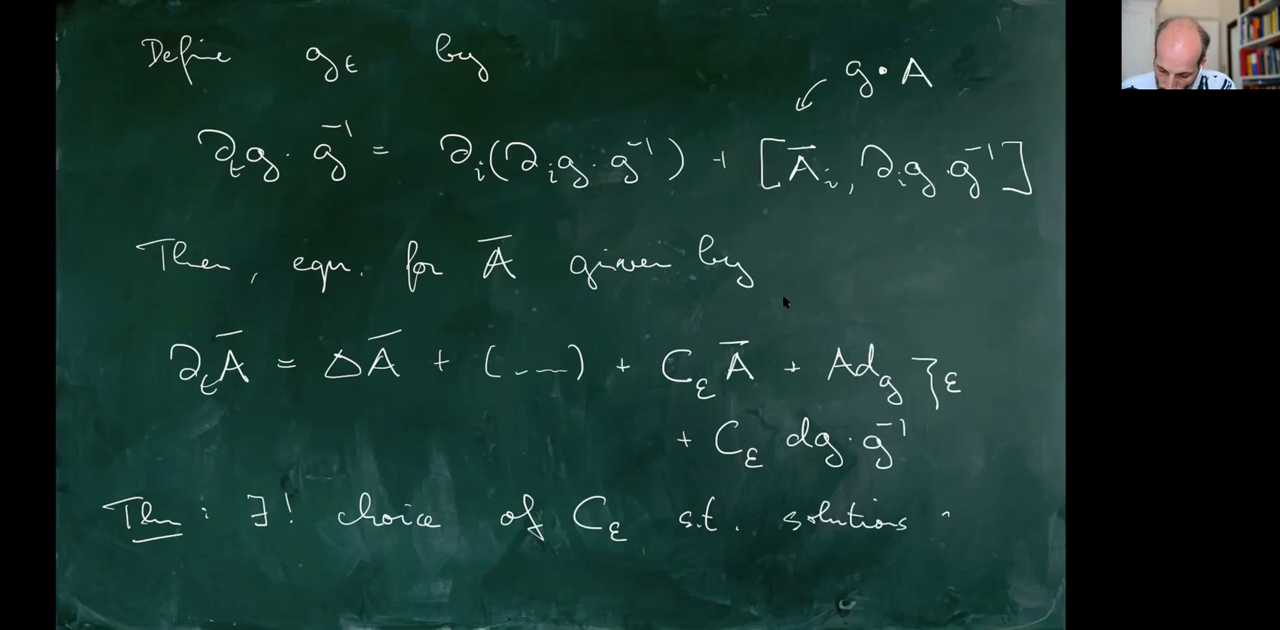 Define g_t by
g • A
∂_t g · g^{-1} = ∂_i(∂_i g · g^{-1}) + [Ā_i, ∂_i g · g^{-1}]
Then, eqn. for Ā given by
∂_t Ā = ΔĀ + (...) + C_ε Ā + Ad_g ξ_ε
+ C_ε dg · g^{-1}
Thm : ∃! choice of C_ε s.t. solutions